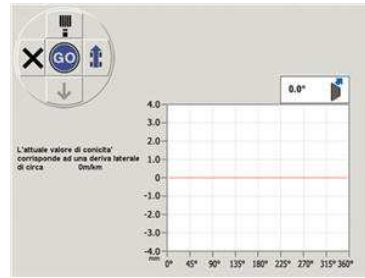 GO
0.0°
4.0
3.0
2.0
1.0
0
-1.0
-2.0
-3.0
-4.0
mm
0° 45° 90° 135° 180° 225° 270° 315° 360°
L'attuale valore di conicita'
corrisponde ad una deriva laterale
di circa 0m/km